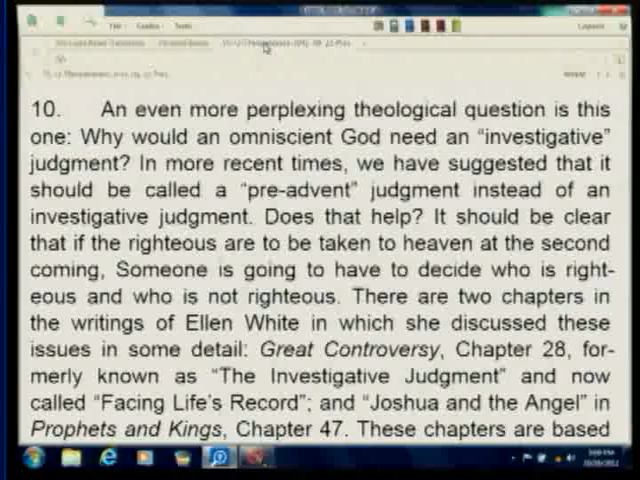 File Guides Tools
10. An even more perplexing theological question is this
one: Why would an omniscient God need an “investigative”
judgment? In more recent times, we have suggested that it
should be called a “pre-advent” judgment instead of an
investigative judgment. Does that help? It should be clear
that if the righteous are to be taken to heaven at the second
coming, Someone is going to have to decide who is right-
eous and who is not righteous. There are two chapters in
the writings of Ellen White in which she discussed these
issues in some detail: Great Controversy, Chapter 28, for-
merly known as “The Investigative Judgment” and now
called “Facing Life’s Record”; and “Joshua and the Angel” in
Prophets and Kings, Chapter 47. These chapters are based